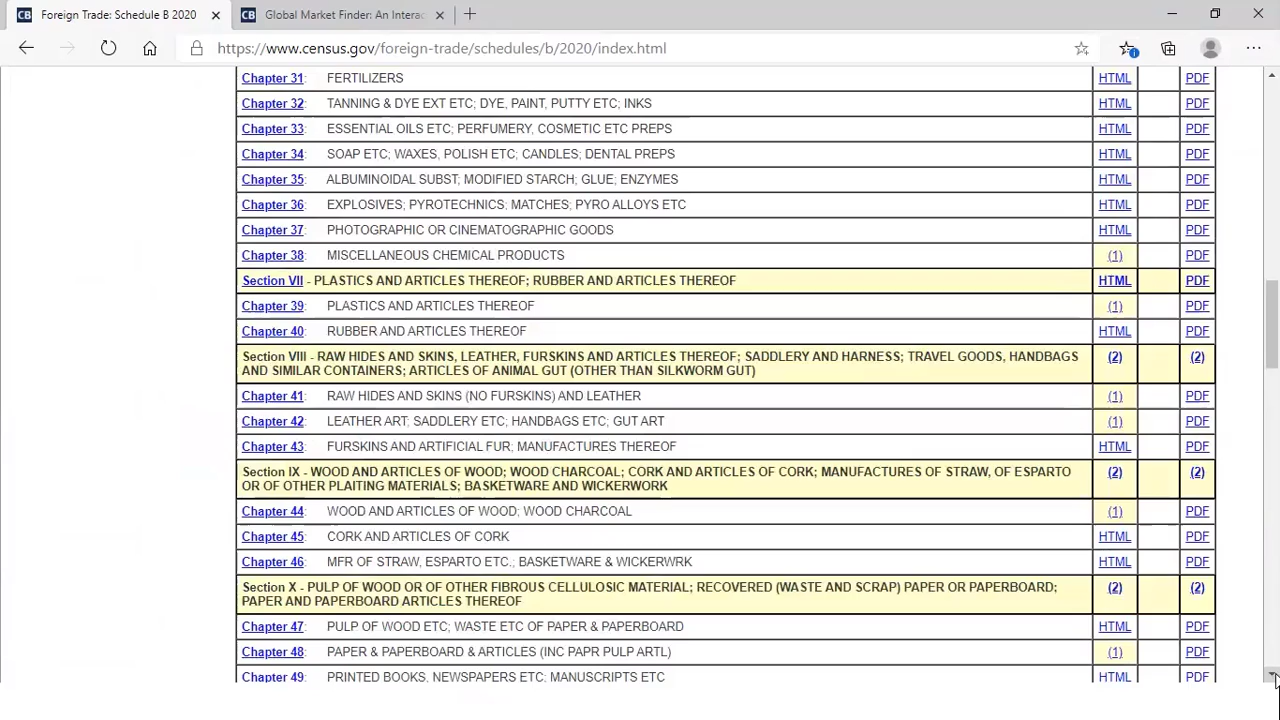 Foreign Trade: Schedule B 2020
Global Market Finder: An Interac
https://www.census.gov/foreign-trade/schedules/b/2020/index.html
Chapter 31: FERTILIZERS HTML PDF
Chapter 32: TANNING & DYE EXT ETC; DYE, PAINT, PUTTY ETC; INKS HTML PDF
Chapter 33: ESSENTIAL OILS ETC; PERFUMERY, COSMETIC ETC PREPS HTML PDF
Chapter 34: SOAP ETC; WAXES, POLISH ETC; CANDLES; DENTAL PREPS HTML PDF
Chapter 35: ALBUMINOIDAL SUBST; MODIFIED STARCH; GLUE; ENZYMES HTML PDF
Chapter 36: EXPLOSIVES; PYROTECHNICS; MATCHES; PYRO ALLOYS ETC HTML PDF
Chapter 37: PHOTOGRAPHIC OR CINEMATOGRAPHIC GOODS HTML PDF
Chapter 38: MISCELLANEOUS CHEMICAL PRODUCTS (1) PDF
Section VII - PLASTICS AND ARTICLES THEREOF; RUBBER AND ARTICLES THEREOF HTML PDF
Chapter 39: PLASTICS AND ARTICLES THEREOF (1) PDF
Chapter 40: RUBBER AND ARTICLES THEREOF HTML PDF
Section VIII - RAW HIDES AND SKINS, LEATHER, FURSKINS AND ARTICLES THEREOF; SADDLERY AND HARNESS; TRAVEL GOODS, HANDBAGS (2) (2)
AND SIMILAR CONTAINERS; ARTICLES OF ANIMAL GUT (OTHER THAN SILKWORM GUT)
Chapter 41: RAW HIDES AND SKINS (NO FURSKINS) AND LEATHER (1) PDF
Chapter 42: LEATHER ART; SADDLERY ETC; HANDBAGS ETC; GUT ART (1) PDF
Chapter 43: FURSKINS AND ARTIFICIAL FUR; MANUFACTURES THEREOF HTML PDF
Section IX - WOOD AND ARTICLES OF WOOD; WOOD CHARCOAL; CORK AND ARTICLES OF CORK; MANUFACTURES OF STRAW, OF ESPARTO (2) (2)
OR OF OTHER PLAITING MATERIALS; BASKETWARE AND WICKERWORK
Chapter 44: WOOD AND ARTICLES OF WOOD; WOOD CHARCOAL (1) PDF
Chapter 45: CORK AND ARTICLES OF CORK HTML PDF
Chapter 46: MFR OF STRAW, ESPARTO ETC.; BASKETWARE & WICKERWRK HTML PDF
Section X - PULP OF WOOD OR OF OTHER FIBROUS CELLULOSIC MATERIAL; RECOVERED (WASTE AND SCRAP) PAPER OR PAPERBOARD; (2) (2)
PAPER AND PAPERBOARD ARTICLES THEREOF
Chapter 47: PULP OF WOOD ETC; WASTE ETC OF PAPER & PAPERBOARD HTML PDF
Chapter 48: PAPER & PAPERBOARD & ARTICLES (INC PAPR PULP ARTL) (1) PDF
Chapter 49: PRINTED BOOKS, NEWSPAPERS ETC; MANUSCRIPTS ETC HTML PDF